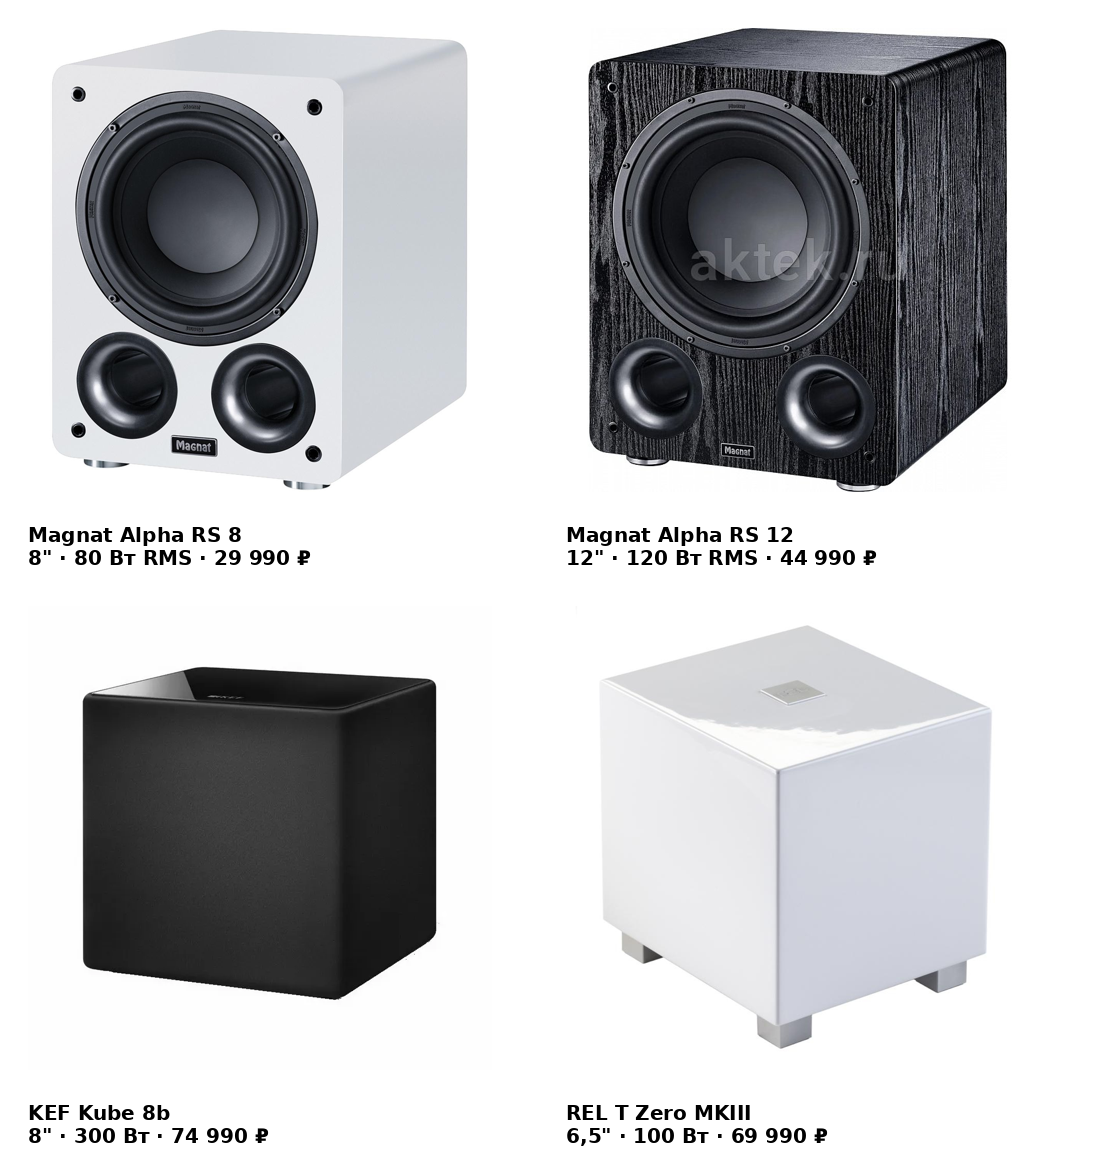 aktek.ru
Magnat
Magnat
Magnat Alpha RS 8
8" · 80 Вт RMS · 29 990 ₽
Magnat Alpha RS 12
12" · 120 Вт RMS · 44 990 ₽
KEF
KEF Kube 8b
8" · 300 Вт · 74 990 ₽
REL T Zero MKIII
6,5" · 100 Вт · 69 990 ₽